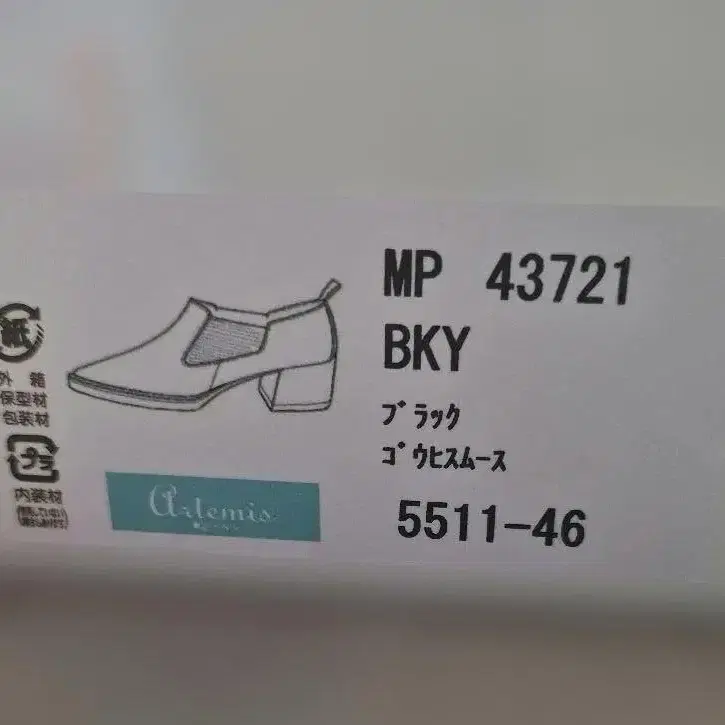 MP 43721
BKY
ﾌﾞﾗｯｸ
ｺﾞｳﾋｽﾑｰｽ
5511-46
紙
外 箱
保型材
包装材
プラ
内装材
Artemis